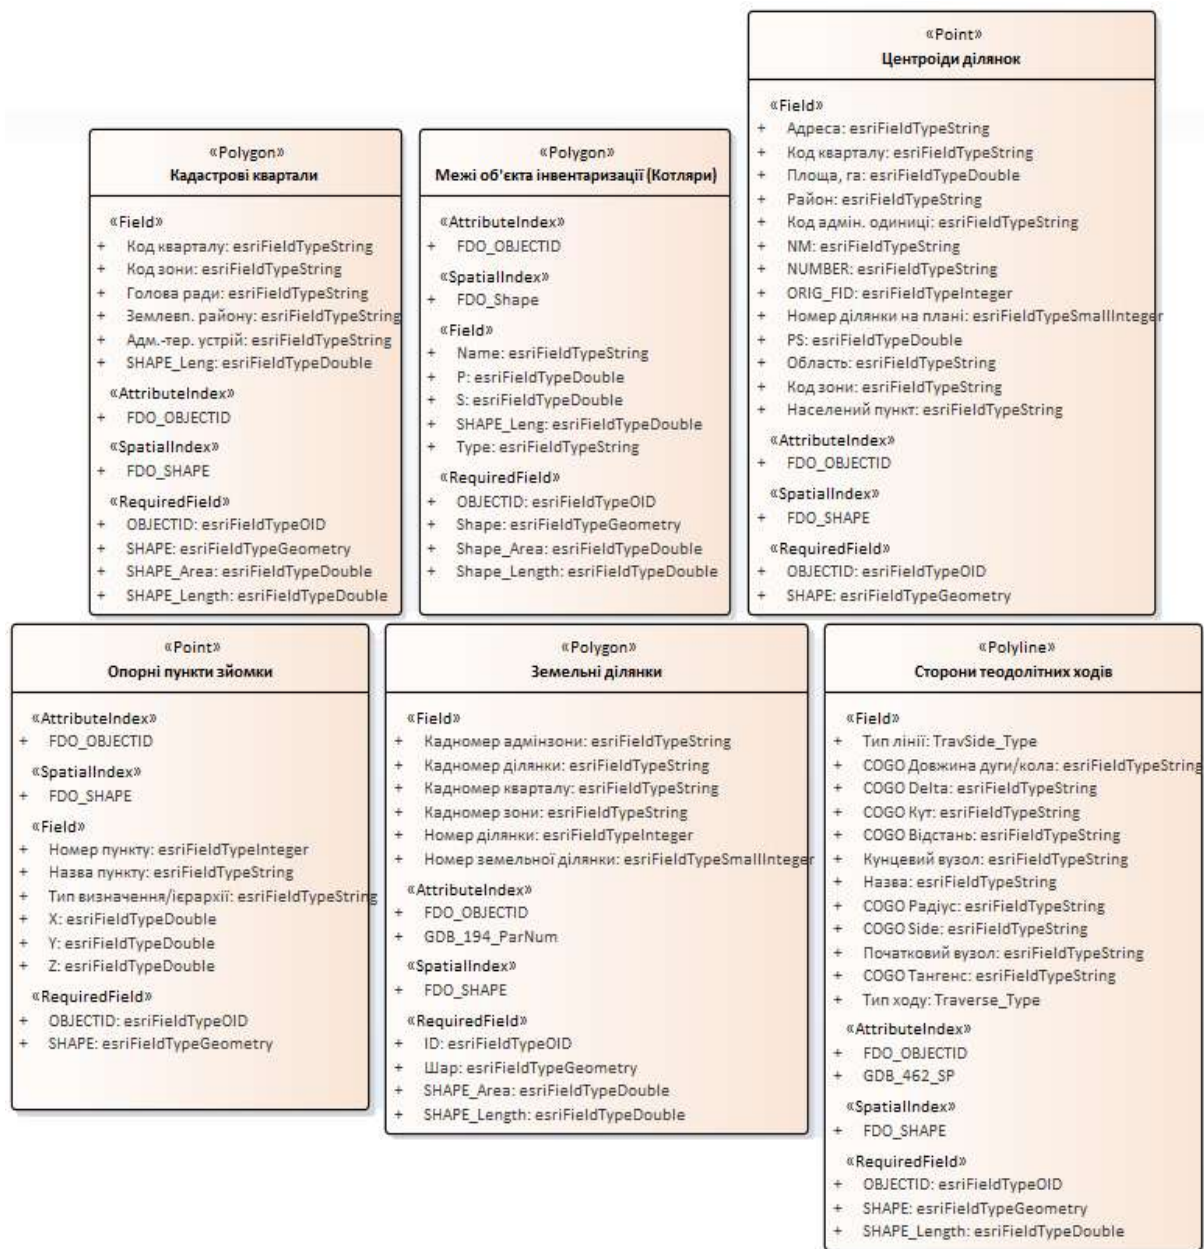 «Polygon»
Кадастрові квартали
«Field»
+ Код кварталу: esriFieldTypeString
+ Код зони: esriFieldTypeString
+ Голова ради: esriFieldTypeString
+ Землевп. району: esriFieldTypeString
+ Адм.-тер. устрій: esriFieldTypeString
+ SHAPE_Leng: esriFieldTypeDouble
«AttributeIndex»
+ FDO_OBJECTID
«SpatialIndex»
+ FDO_SHAPE
«RequiredField»
+ OBJECTID: esriFieldTypeOID
+ SHAPE: esriFieldTypeGeometry
+ SHAPE_Area: esriFieldTypeDouble
+ SHAPE_Length: esriFieldTypeDouble
«Polygon»
Межі об'єкта інвентаризації (Котляри)
«AttributeIndex»
+ FDO_OBJECTID
«SpatialIndex»
+ FDO_Shape
«Field»
+ Name: esriFieldTypeString
+ P: esriFieldTypeDouble
+ S: esriFieldTypeDouble
+ SHAPE_Leng: esriFieldTypeDouble
+ Type: esriFieldTypeString
«RequiredField»
+ OBJECTID: esriFieldTypeOID
+ Shape: esriFieldTypeGeometry
+ Shape_Area: esriFieldTypeDouble
+ Shape_Length: esriFieldTypeDouble
«Point»
Центроіди ділянок
«Field»
+ Адреса: esriFieldTypeString
+ Код кварталу: esriFieldTypeString
+ Площа, га: esriFieldTypeDouble
+ Район: esriFieldTypeString
+ Код адмін. одиниці: esriFieldTypeString
+ NM: esriFieldTypeString
+ NUMBER: esriFieldTypeString
+ ORIG_FID: esriFieldTypeInteger
+ Номер ділянки на плані: esriFieldTypeSmallInteger
+ PS: esriFieldTypeDouble
+ Область: esriFieldTypeString
+ Код зони: esriFieldTypeString
+ Населений пункт: esriFieldTypeString
«AttributeIndex»
+ FDO_OBJECTID
«SpatialIndex»
+ FDO_SHAPE
«RequiredField»
+ OBJECTID: esriFieldTypeOID
+ SHAPE: esriFieldTypeGeometry
«Point»
Опорні пункти зйомки
«AttributeIndex»
+ FDO_OBJECTID
«SpatialIndex»
+ FDO_SHAPE
«Field»
+ Номер пункту: esriFieldTypeInteger
+ Назва пункту: esriFieldTypeString
+ Тип визначення/ієрархії: esriFieldTypeString
+ X: esriFieldTypeDouble
+ Y: esriFieldTypeDouble
+ Z: esriFieldTypeDouble
«RequiredField»
+ OBJECTID: esriFieldTypeOID
+ SHAPE: esriFieldTypeGeometry
«Polygon»
Земельні ділянки
«Field»
+ Кадномер адмінзони: esriFieldTypeString
+ Кадномер ділянки: esriFieldTypeString
+ Кадномер кварталу: esriFieldTypeString
+ Кадномер зони: esriFieldTypeString
+ Номер ділянки: esriFieldTypeInteger
+ Номер земельної ділянки: esriFieldTypeSmallInteger
«AttributeIndex»
+ FDO_OBJECTID
+ GDB_194_ParNum
«SpatialIndex»
+ FDO_SHAPE
«RequiredField»
+ ID: esriFieldTypeOID
+ Шар: esriFieldTypeGeometry
+ SHAPE_Area: esriFieldTypeDouble
+ SHAPE_Length: esriFieldTypeDouble
«Polyline»
Сторони теодолітних ходів
«Field»
+ Тип лінії: TravSide_Type
+ COGO Довжина дуги/кола: esriFieldTypeString
+ COGO Delta: esriFieldTypeString
+ COGO Кут: esriFieldTypeString
+ COGO Відстань: esriFieldTypeString
+ Кунцевий вузол: esriFieldTypeString
+ Назва: esriFieldTypeString
+ COGO Радіус: esriFieldTypeString
+ COGO Side: esriFieldTypeString
+ Початковий вузол: esriFieldTypeString
+ COGO Тангенс: esriFieldTypeString
+ Тип ходу: Traverse_Type
«AttributeIndex»
+ FDO_OBJECTID
+ GDB_462_SP
«SpatialIndex»
+ FDO_SHAPE
«RequiredField»
+ OBJECTID: esriFieldTypeOID
+ SHAPE: esriFieldTypeGeometry
+ SHAPE_Length: esriFieldTypeDouble